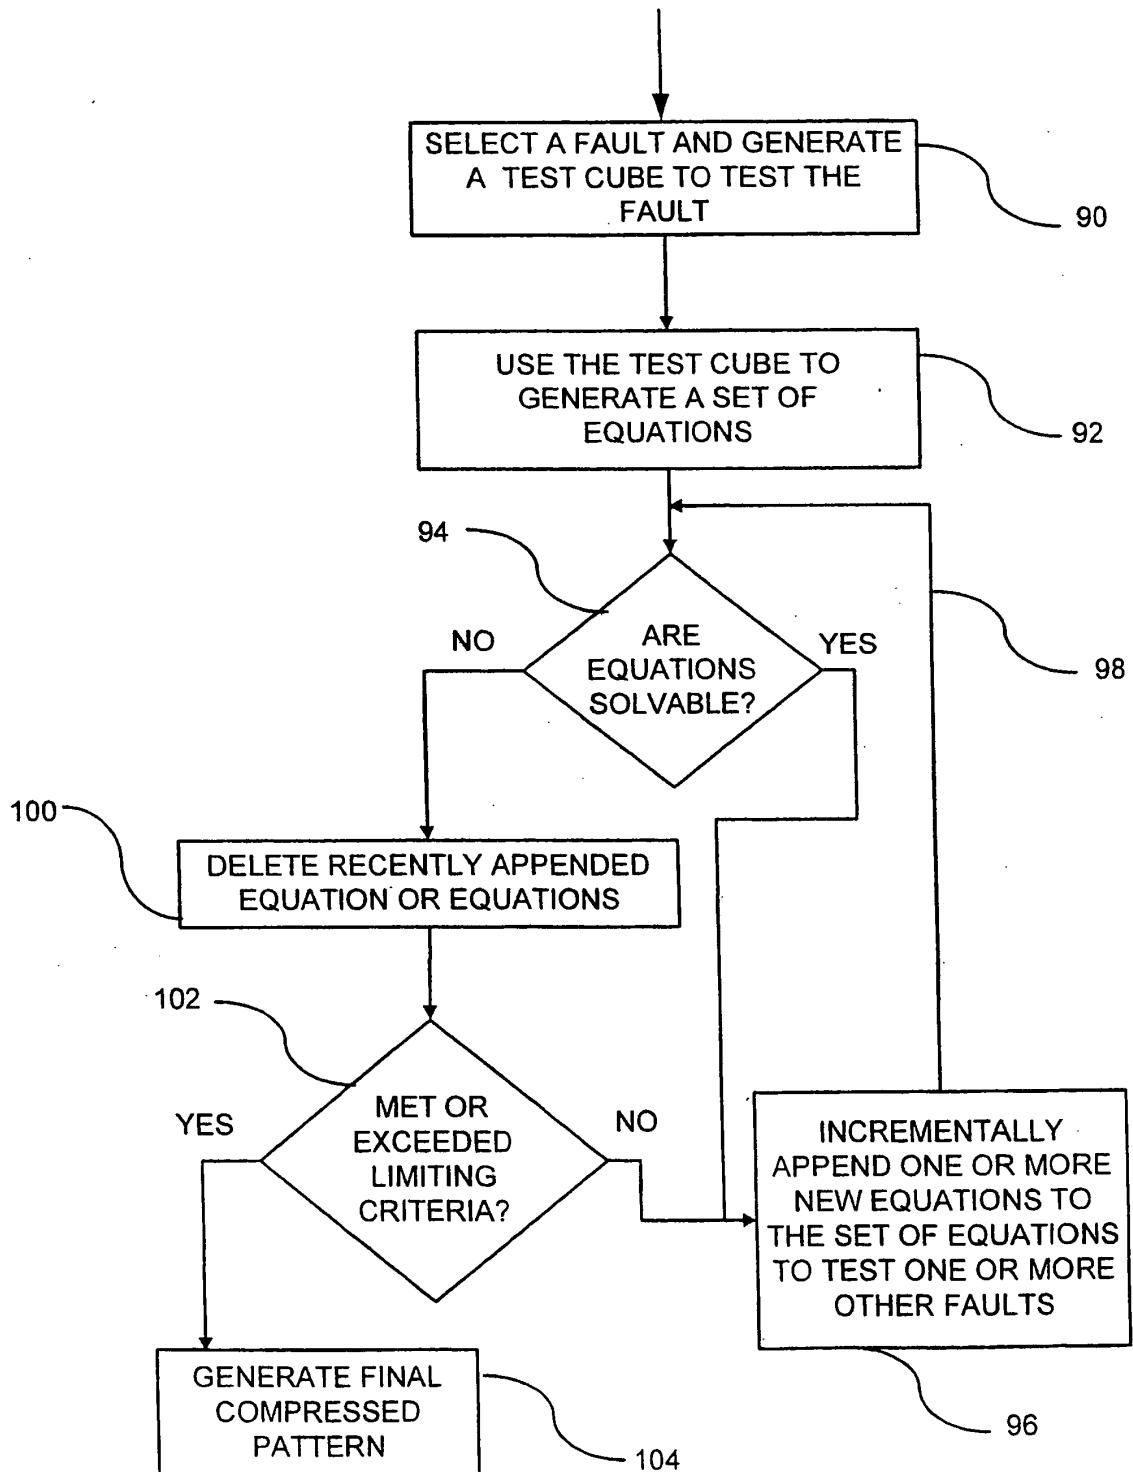 SELECT A FAULT AND GENERATE
A TEST CUBE TO TEST THE
FAULT
90
USE THE TEST CUBE TO
GENERATE A SET OF
EQUATIONS
92
94
NO
ARE
EQUATIONS
SOLVABLE?
YES
98
100
DELETE RECENTLY APPENDED
EQUATION OR EQUATIONS
102
YES
MET OR
EXCEEDED
LIMITING
CRITERIA?
NO
INCREMENTALLY
APPEND ONE OR MORE
NEW EQUATIONS TO
THE SET OF EQUATIONS
TO TEST ONE OR MORE
OTHER FAULTS
96
GENERATE FINAL
COMPRESSED
PATTERN
104